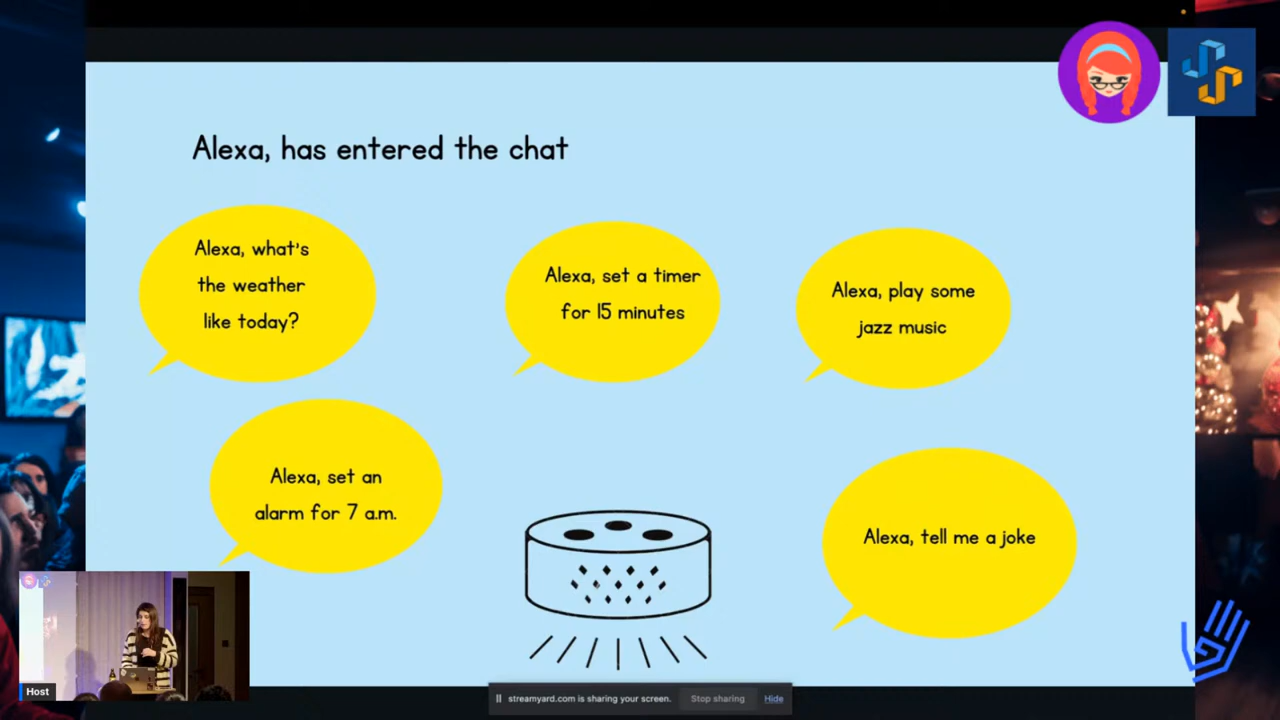 Alexa, has entered the chat
Alexa, what's
the weather
like today?
Alexa, set a timer
for 15 minutes
Alexa, play some
jazz music
Alexa, set an
alarm for 7 a.m.
Alexa, tell me a joke
Host
streamyard.com is sharing your screen.
Stop sharing
Hide